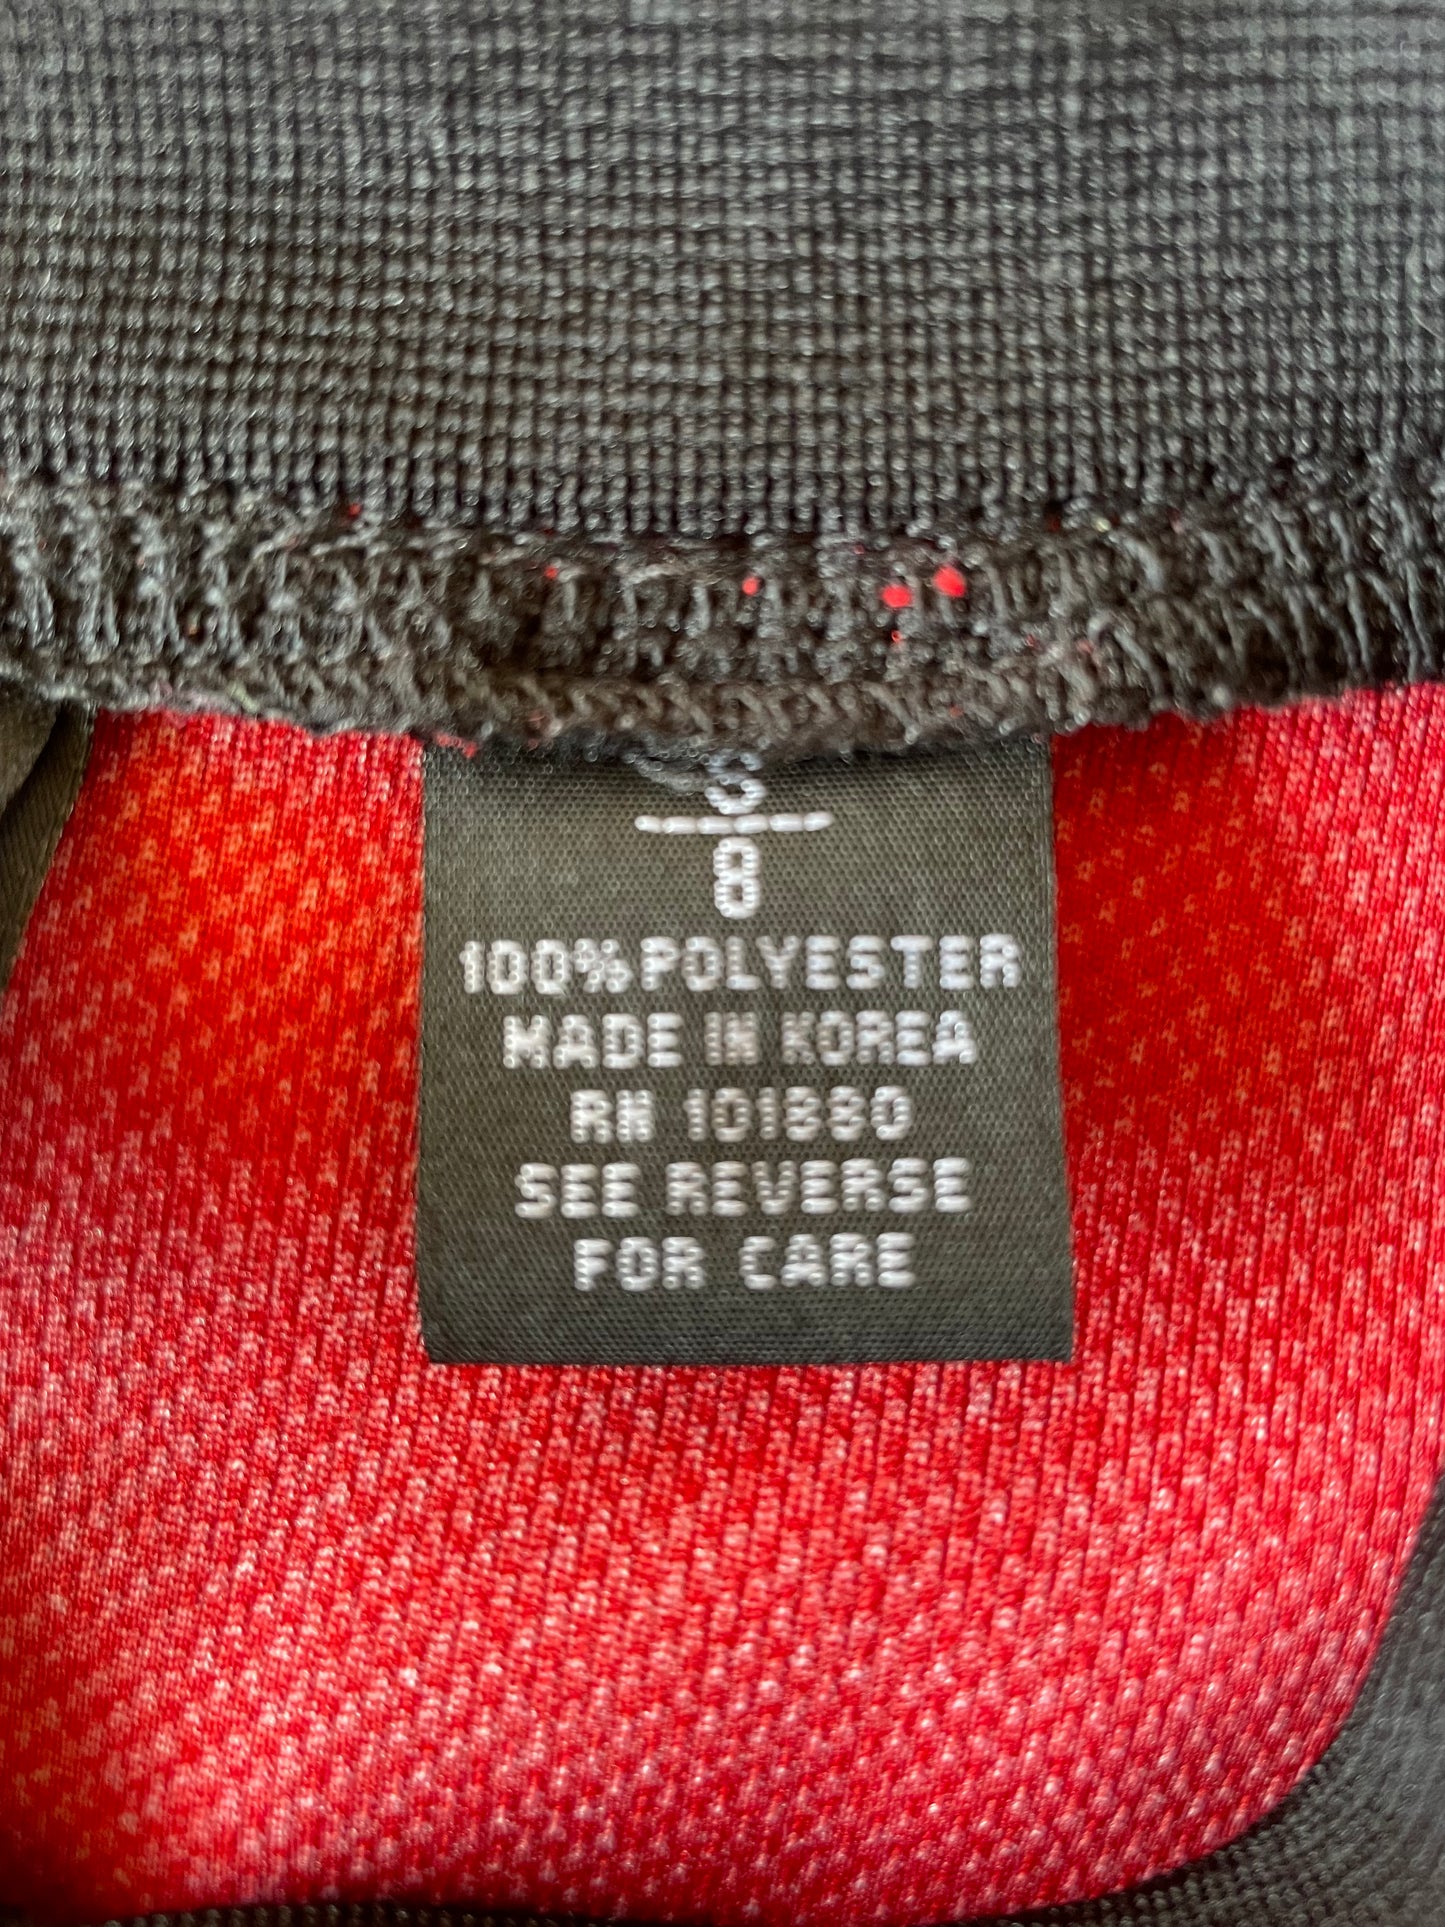 S
8
100% POLYESTER
MADE IN KOREA
RN 101880
SEE REVERSE
FOR CARE